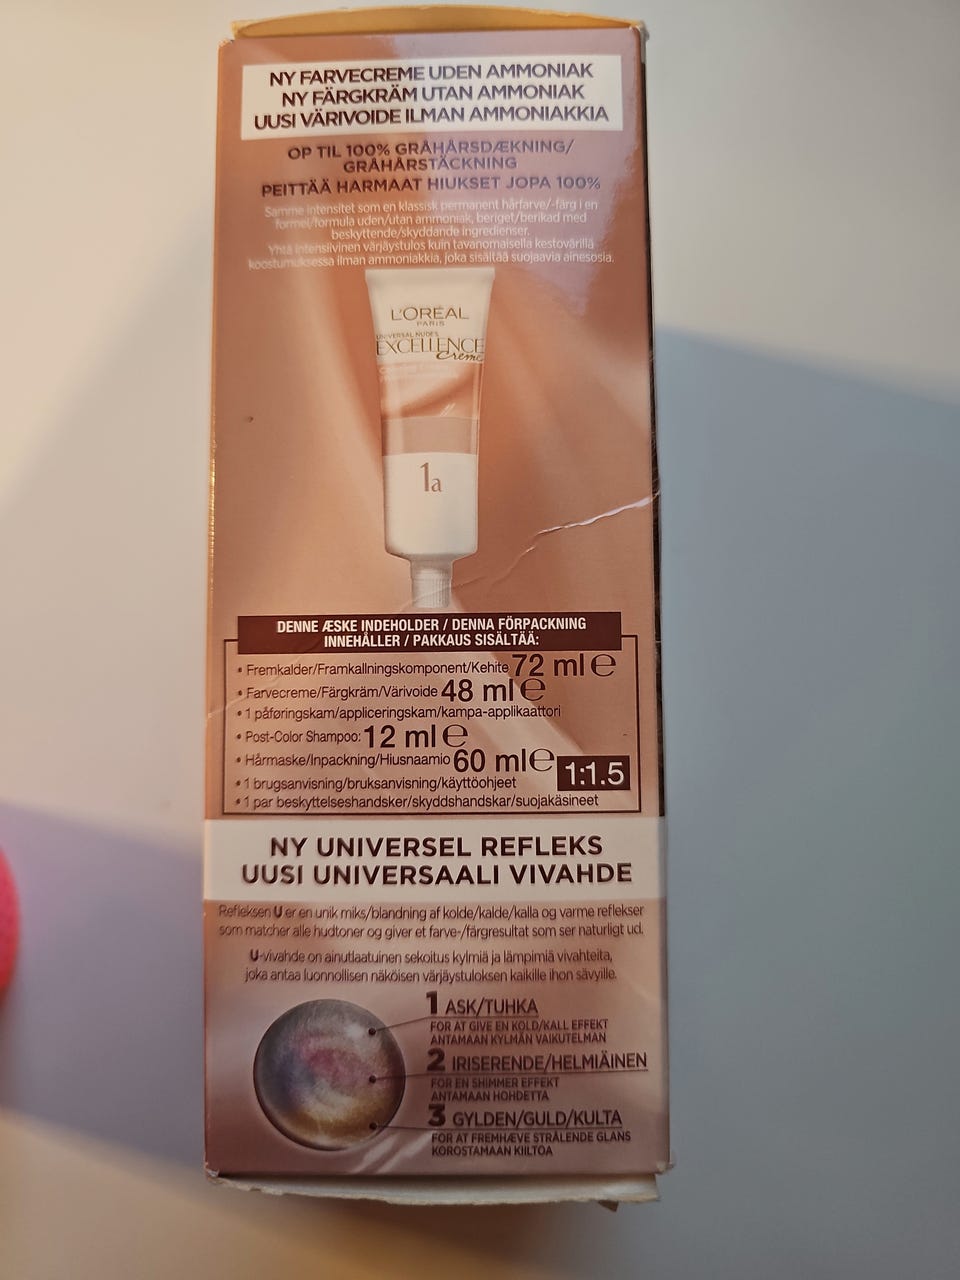 NY FARVECREME UDEN AMMONIAK
NY FÄRGKRÄM UTAN AMMONIAK
UUSI VÄRIVOIDE ILMAN AMMONIAKKIA
OP TIL 100% GRÅHÅRSDÆKNING/
GRÅHÅRSTÄCKNING
PEITTÄÄ HARMAAT HIUKSET JOPA 100%
Samme intensitet som en klassisk permanent hårfarve/-färg i en
formel/formula uden/utan ammoniak, beriget/berikad med
beskyttende/skyddande ingredienser.
Yhtä intensiivinen värjäystulos kuin tavanomaisella kestovärillä
koostumuksessa ilman ammoniakkia, joka sisältää suojaavia ainesosia.
L'ORÉAL
PARIS
UNIVERSAL NUDES
EXCELLENCE
Creme
1a
DENNE ÆSKE INDEHOLDER / DENNA FÖRPACKNING
INNEHÅLLER / PAKKAUS SISÄLTÄÄ:
• Fremkalder/Framkallningskomponent/Kehite 72 ml ℮
• Farvecreme/Färgkräm/Värivoide 48 ml ℮
• 1 påføringskam/appliceringskam/kampa-applikaattori
• Post-Color Shampoo: 12 ml ℮
• Hårmaske/Inpackning/Hiusnaamio 60 ml ℮
1:1.5
• 1 brugsanvisning/bruksanvisning/käyttöohjeet
• 1 par beskyttelseshandsker/skyddshandskar/suojakäsineet
NY UNIVERSEL REFLEKS
UUSI UNIVERSAALI VIVAHDE
Refleksen U er en unik miks/blandning af kolde/kalde/kalla og varme reflekser
som matcher alle hudtoner og giver et farve-/färgresultat som ser naturligt ud.
U-vivahde on ainutlaatuinen sekoitus kylmiä ja lämpimiä vivahteita,
joka antaa luonnollisen näköisen värjäystuloksen kaikille ihon sävyille.
1 ASK/TUHKA
FOR AT GIVE EN KOLD/KALL EFFEKT
ANTAMAAN KYLMÄN VAIKUTELMAN
2 IRISERENDE/HELMIÄINEN
FOR EN SHIMMER EFFEKT
ANTAMAAN HOHDETTA
3 GYLDEN/GULD/KULTA
FOR AT FREMHÆVE STRÅLENDE GLANS
KOROSTAMAAN KIILTOA